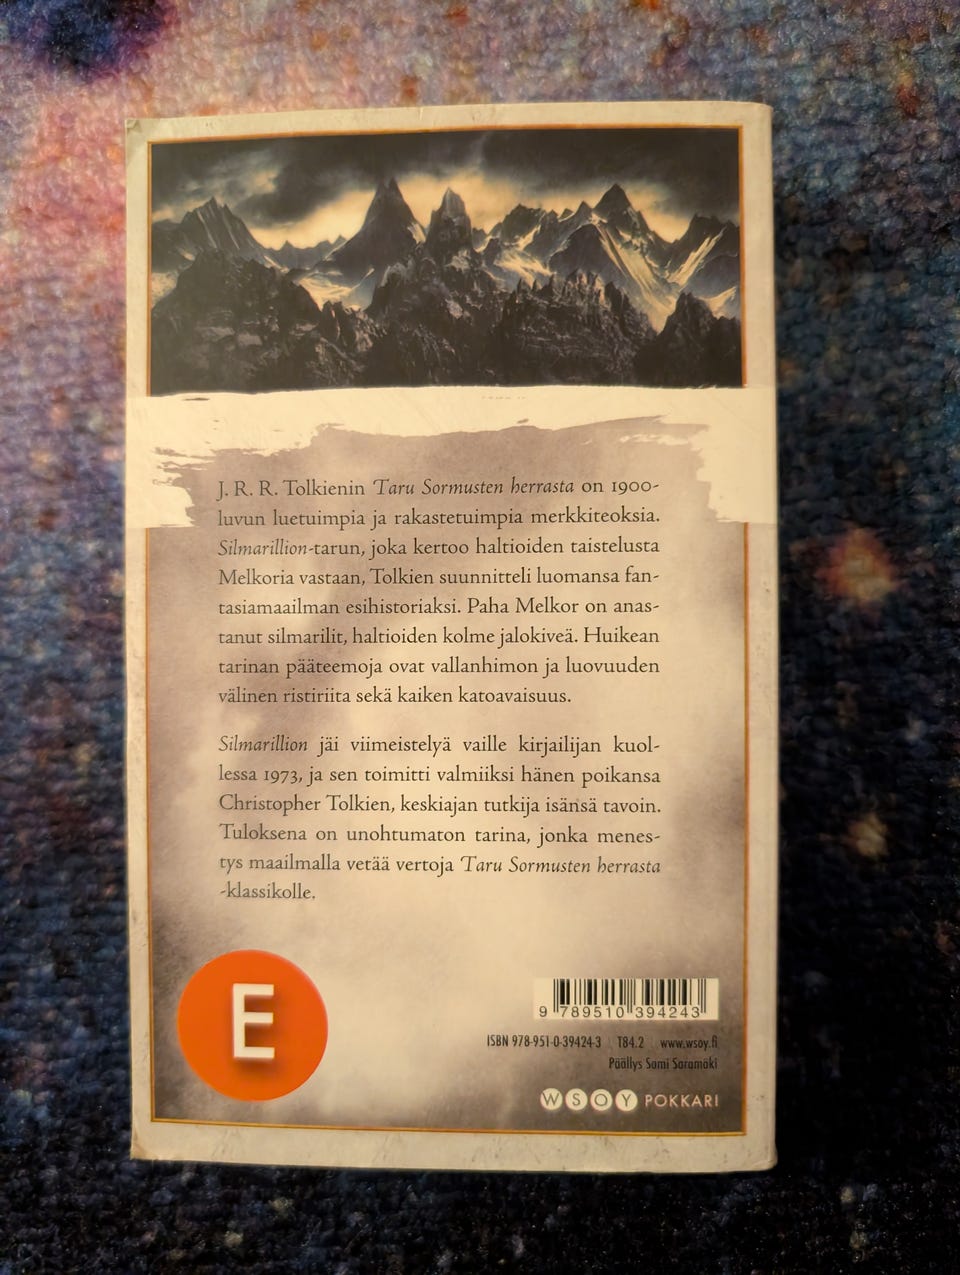 J. R. R. Tolkienin Taru Sormusten herrasta on 1900-
luvun luetuimpia ja rakastetuimpia merkkiteoksia.
Silmarillion-tarun, joka kertoo haltioiden taistelusta
Melkoria vastaan, Tolkien suunnitteli luomansa fan-
tasiamaailman esihistoriaksi. Paha Melkor on anas-
tanut silmarilit, haltioiden kolme jalokiveä. Huikean
tarinan pääteemoja ovat vallanhimon ja luovuuden
välinen ristiriita sekä kaiken katoavaisuus.
Silmarillion jäi viimeistelyä vaille kirjailijan kuol-
lessa 1973, ja sen toimitti valmiiksi hänen poikansa
Christopher Tolkien, keskiajan tutkija isänsä tavoin.
Tuloksena on unohtumaton tarina, jonka menes-
tys maailmalla vetää vertoja Taru Sormusten herrasta
-klassikolle.
E
9 789510 394243
ISBN 978-951-0-39424-3 T84.2 www.wsoy.fi
Päällys Sami Saramäki
WSOY POKKARI